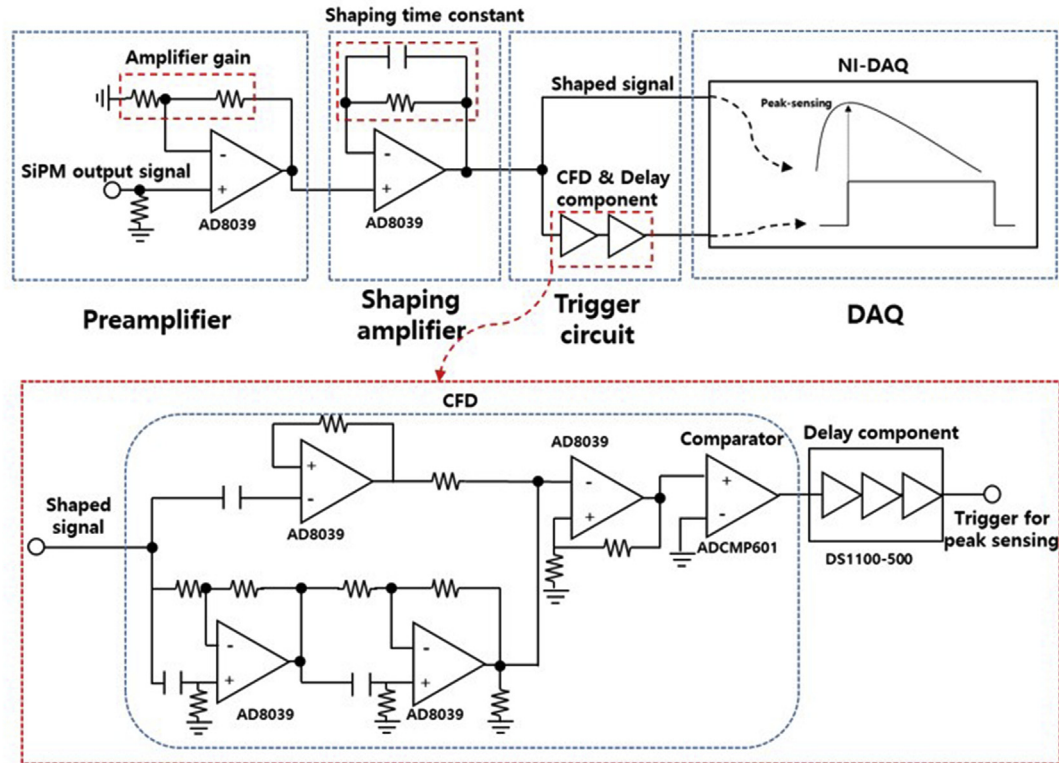 Shaping time constant
Amplifier gain
SiPM output signal
-
+
AD8039
-
+
AD8039
Shaped signal
CFD & Delay
component
NI-DAQ
Peak-sensing
Preamplifier
Shaping
amplifier
Trigger
circuit
DAQ
CFD
Shaped
signal
+
-
AD8039
AD8039
-
+
Comparator
+
-
ADCMP601
Delay component
DS1100-500
Trigger for
peak sensing
-
+
AD8039
-
+
AD8039